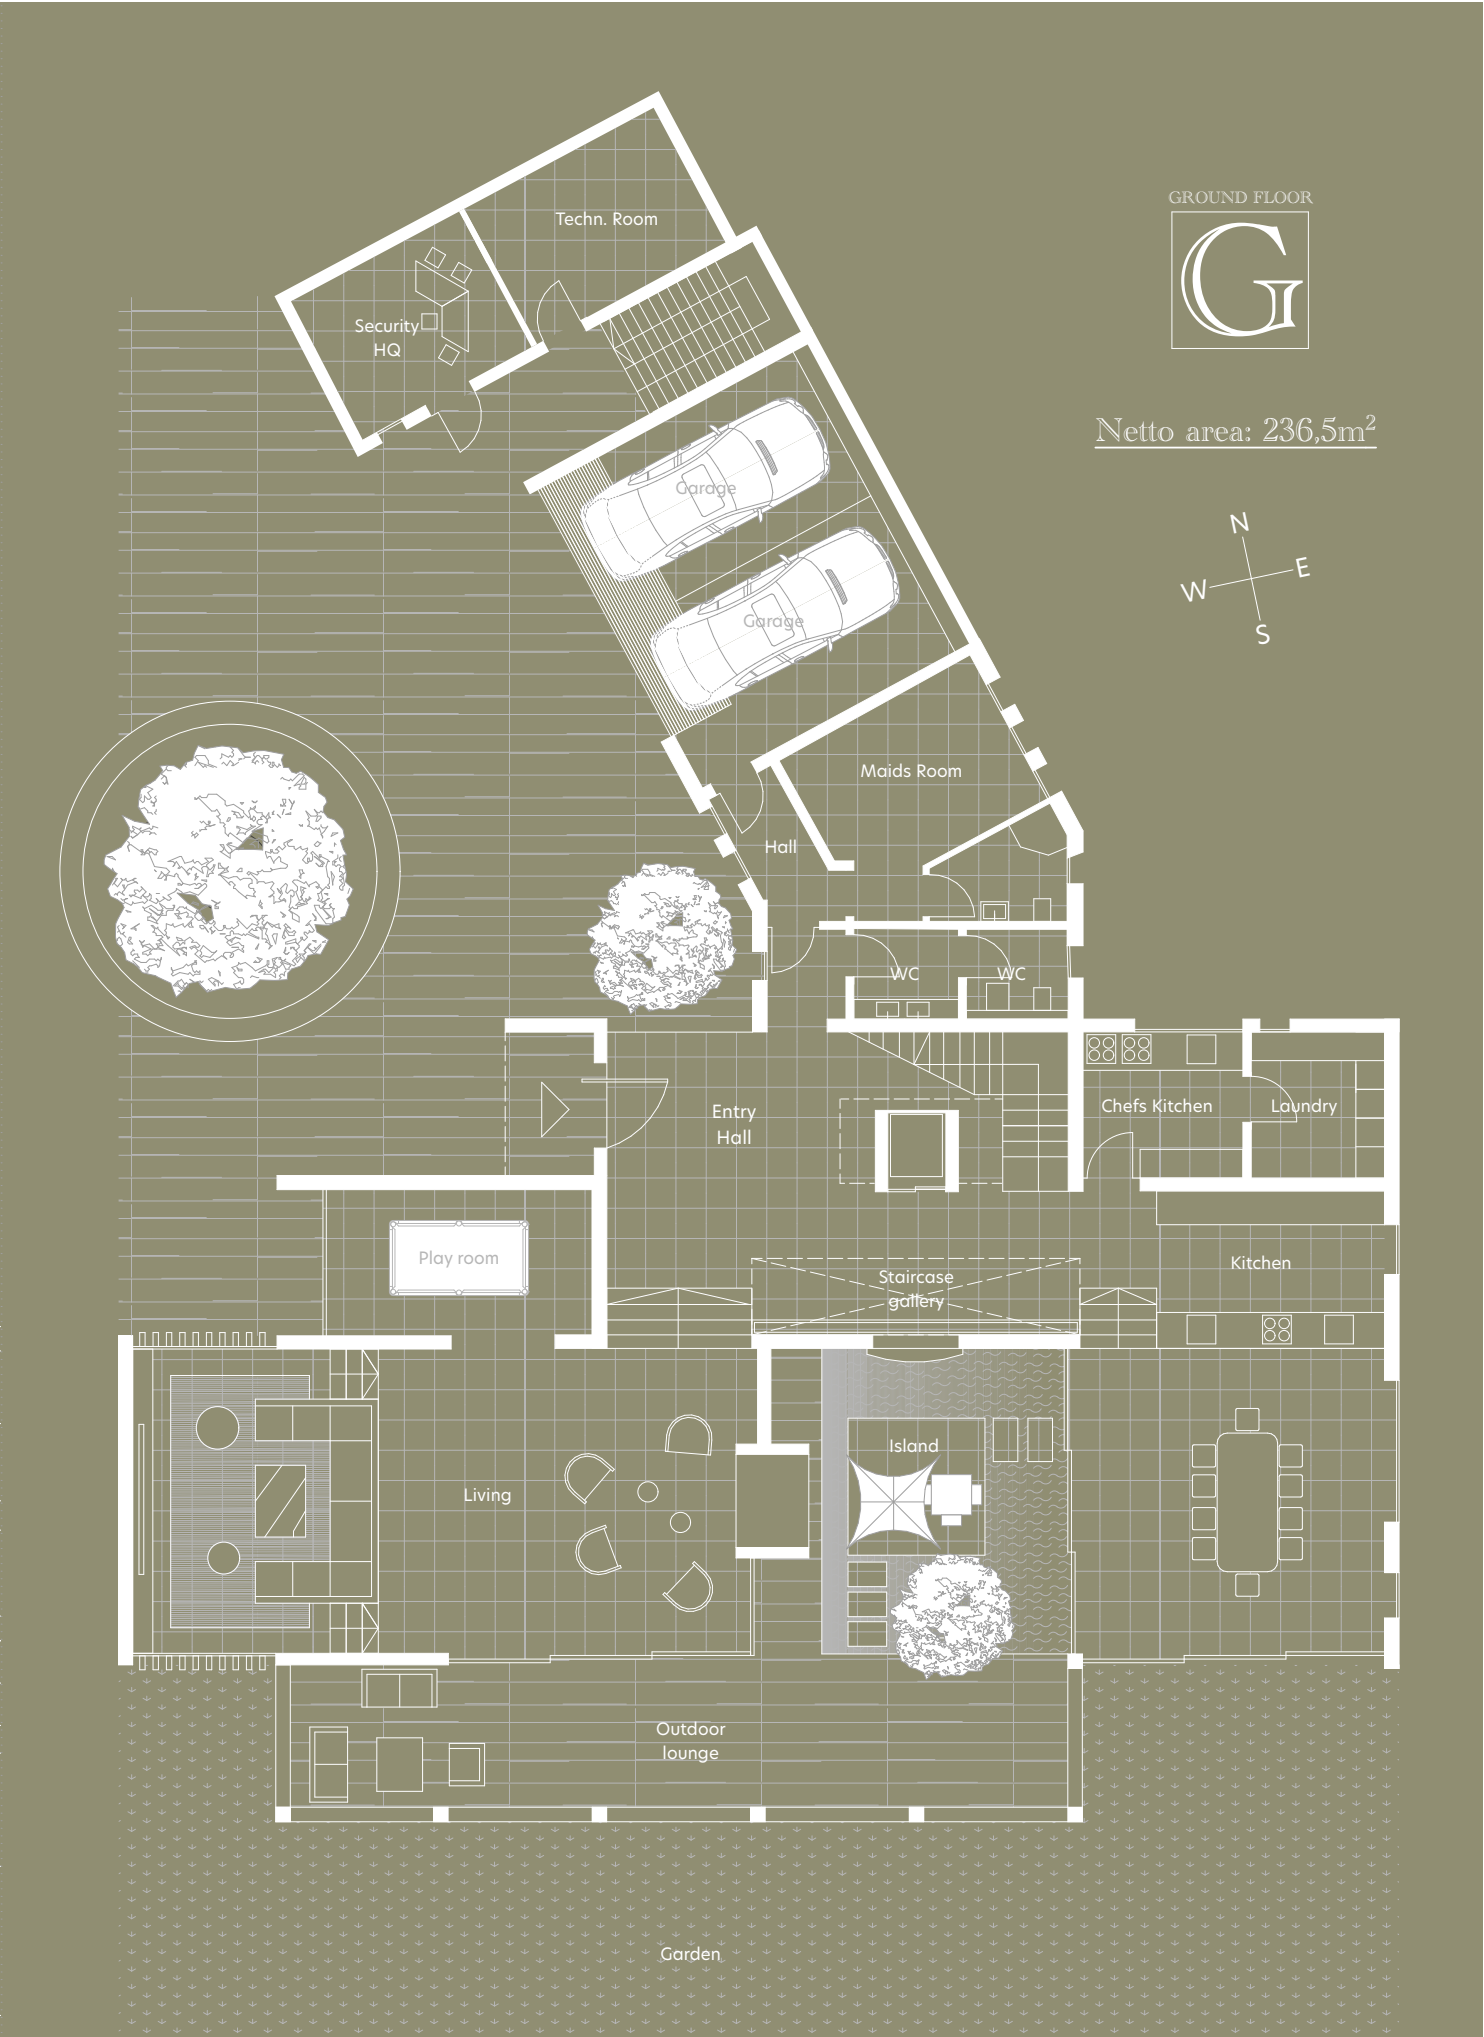 GROUND FLOOR
G
Techn. Room
Security
HQ
Netto area: 236,5m²
Garage
N
W
E
S
Garage
Maids Room
Hall
WC
WC
Entry
Hall
Chefs Kitchen
Laundry
Play room
Kitchen
Staircase
gallery
Island
Living
Outdoor
lounge
Garden